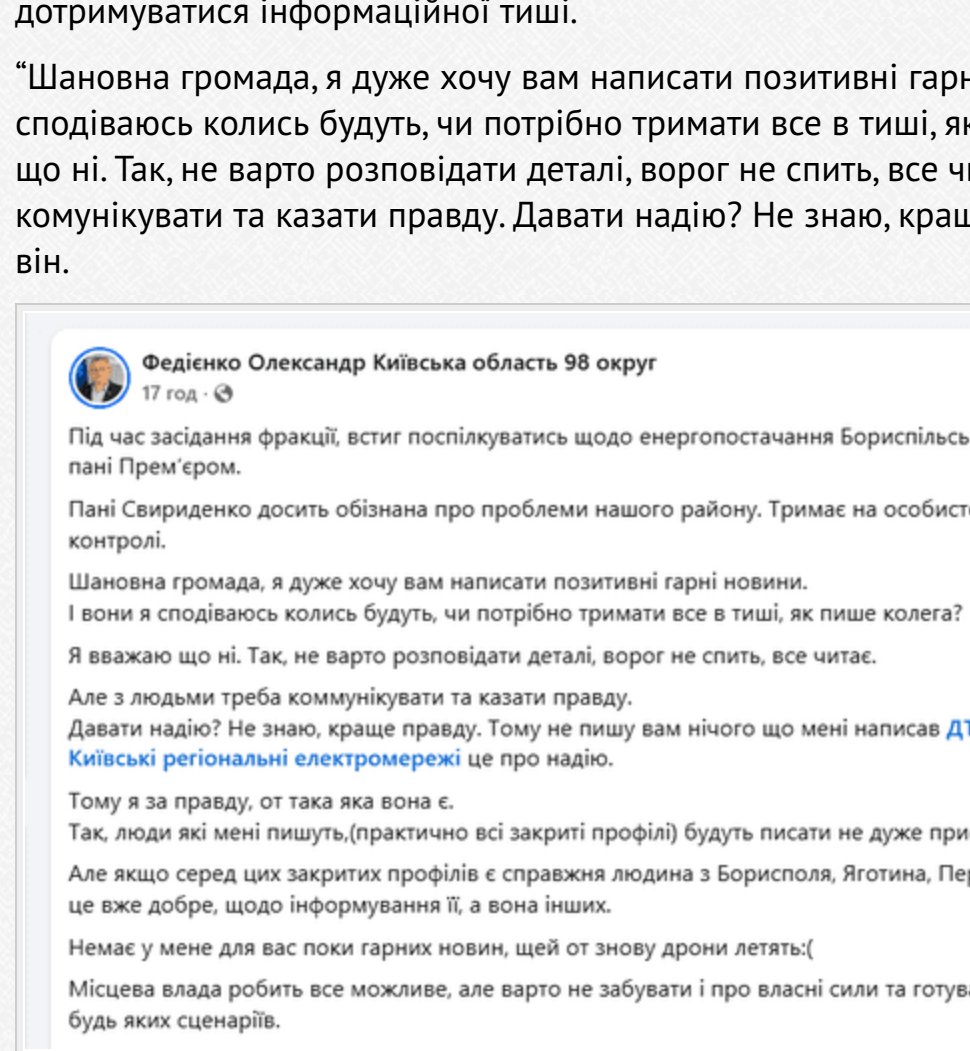 дотримуватися інформаційної тиші.
“Шановна громада, я дуже хочу вам написати позитивні гарн
сподіваюсь колись будуть, чи потрібно тримати все в тиші, як
що ні. Так, не варто розповідати деталі, ворог не спить, все чи
комунікувати та казати правду. Давати надію? Не знаю, кращ
він.
Федієнко Олександр Київська область 98 округ
17 год ·
Під час засідання фракції, встиг поспілкуватись щодо енергопостачання Бориспільсь
пані Прем’єром.
Пані Свириденко досить обізнана про проблеми нашого району. Тримає на особисто
контролі.
Шановна громада, я дуже хочу вам написати позитивні гарні новини.
І вони я сподіваюсь колись будуть, чи потрібно тримати все в тиші, як пише колега?
Я вважаю що ні. Так, не варто розповідати деталі, ворог не спить, все читає.
Але з людьми треба коммунікувати та казати правду.
Давати надію? Не знаю, краще правду. Тому не пишу вам нічого що мені написав ДТ
Київські регіональні електромережі це про надію.
Тому я за правду, от така яка вона є.
Так, люди які мені пишуть,(практично всі закриті профілі) будуть писати не дуже при
Але якщо серед цих закритих профілів є справжня людина з Борисполя, Яготина, Пер
це вже добре, щодо інформування її, а вона інших.
Немає у мене для вас поки гарних новин, щей от знову дрони летять:(
Місцева влада робить все можливе, але варто не забувати і про власні сили та готува
будь яких сценаріїв.